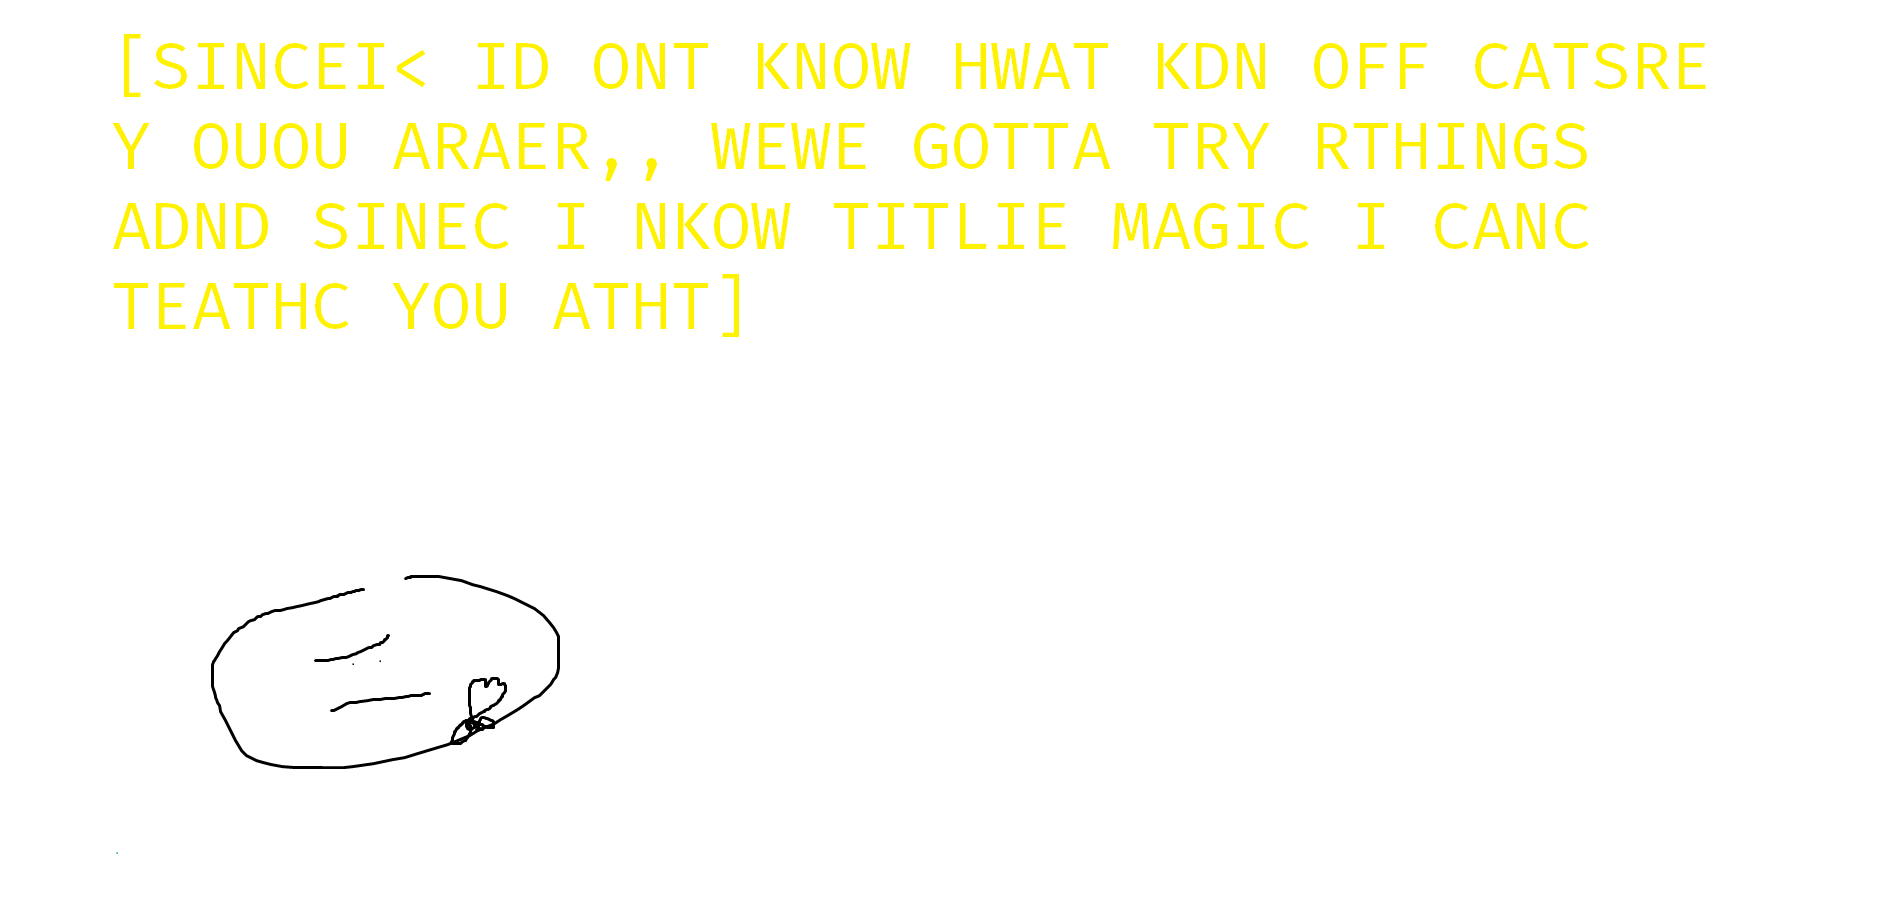 [SINCEI< ID ONT KNOW HWAT KDN OFF CATSRE
Y OUOU ARAER,, WEWE GOTTA TRY RTHINGS
ADND SINEC I NKOW TITLIE MAGIC I CANC
TEATHC YOU ATHT]